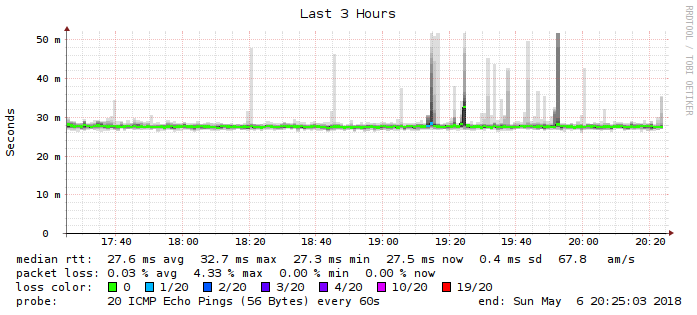 Last 3 Hours
RRDTOOL / TOBI OETIKER
Seconds
50 m
40 m
30 m
20 m
10 m
0
17:40 18:00 18:20 18:40 19:00 19:20 19:40 20:00 20:20
median rtt: 27.6 ms avg 32.7 ms max 27.3 ms min 27.5 ms now 0.4 ms sd 67.8 am/s
packet loss: 0.03 % avg 4.33 % max 0.00 % min 0.00 % now
loss color: 0 1/20 2/20 3/20 4/20 10/20 19/20
probe: 20 ICMP Echo Pings (56 Bytes) every 60s end: Sun May 6 20:25:03 2018